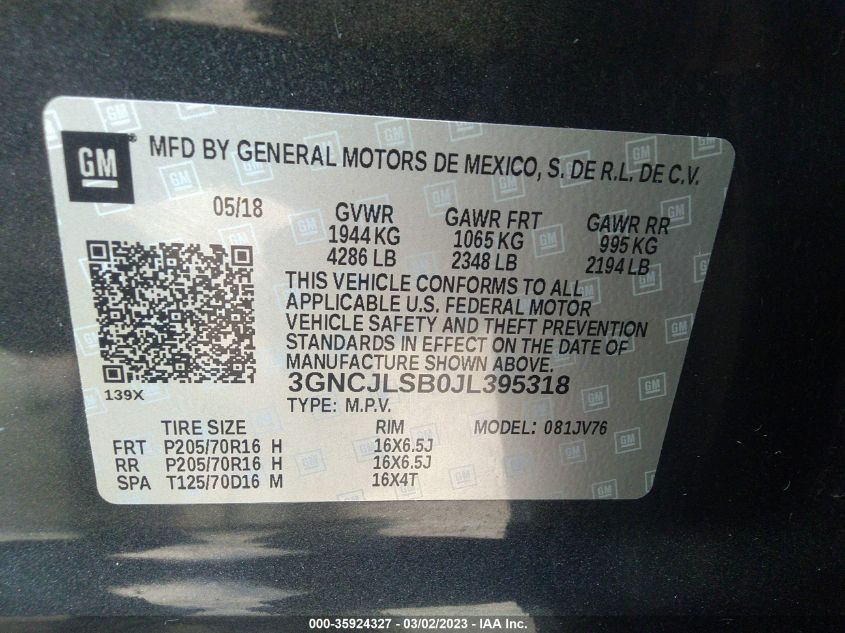 GM® MFD BY GENERAL MOTORS DE MEXICO, S. DE R.L. DE C.V.
05/18 GVWR GAWR FRT GAWR RR
1944 KG 1065 KG 995 KG
4286 LB 2348 LB 2194 LB
THIS VEHICLE CONFORMS TO ALL
APPLICABLE U.S. FEDERAL MOTOR
VEHICLE SAFETY AND THEFT PREVENTION
STANDARDS IN EFFECT ON THE DATE OF
MANUFACTURE SHOWN ABOVE.
3GNCJLSB0JL395318
139X TYPE: M.P.V.
TIRE SIZE RIM MODEL: 081JV76
FRT P205/70R16 H 16X6.5J
RR P205/70R16 H 16X6.5J
SPA T125/70D16 M 16X4T
000-35924327 - 03/02/2023 - IAA Inc.